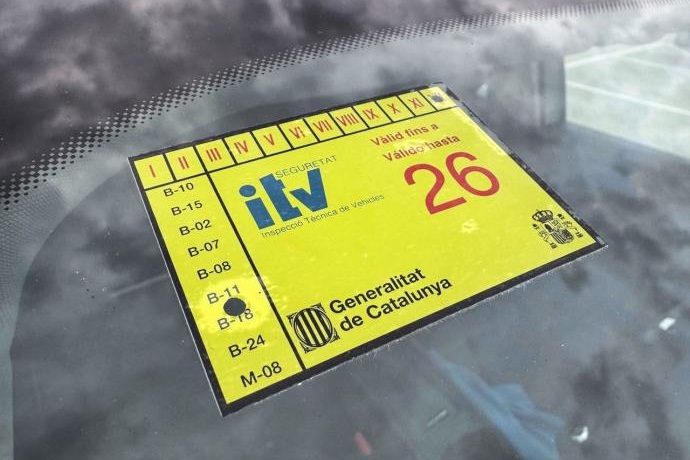 I II III IV V VI VII VIII IX X XI
SEGURETAT
itv
Inspecció Tècnica de Vehicles
Vàlid fins a
Válido hasta
26
B-10
B-15
B-02
B-07
B-08
B-11
B-18
B-24
M-08
Generalitat
de Catalunya